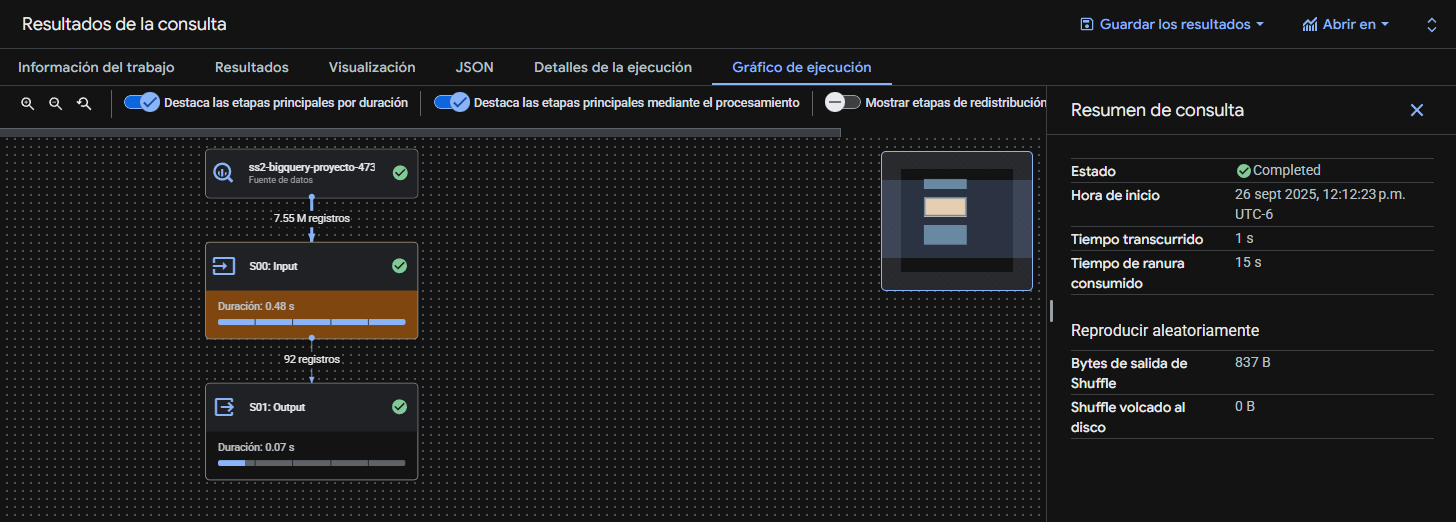 Resultados de la consulta
Guardar los resultados
Abrir en
Información del trabajo
Resultados
Visualización
JSON
Detalles de la ejecución
Gráfico de ejecución
Destaca las etapas principales por duración
Destaca las etapas principales mediante el procesamiento
Mostrar etapas de redistribución
ss2-bigquery-proyecto-473
Fuente de datos
7.55 M registros
S00: Input
Duración: 0.48 s
92 registros
S01: Output
Duración: 0.07 s
Resumen de consulta
Estado
Completed
Hora de inicio
26 sept 2025, 12:12:23 p.m.
UTC-6
Tiempo transcurrido
1 s
Tiempo de ranura
consumido
15 s
Reproducir aleatoriamente
Bytes de salida de
Shuffle
837 B
Shuffle volcado al
disco
0 B